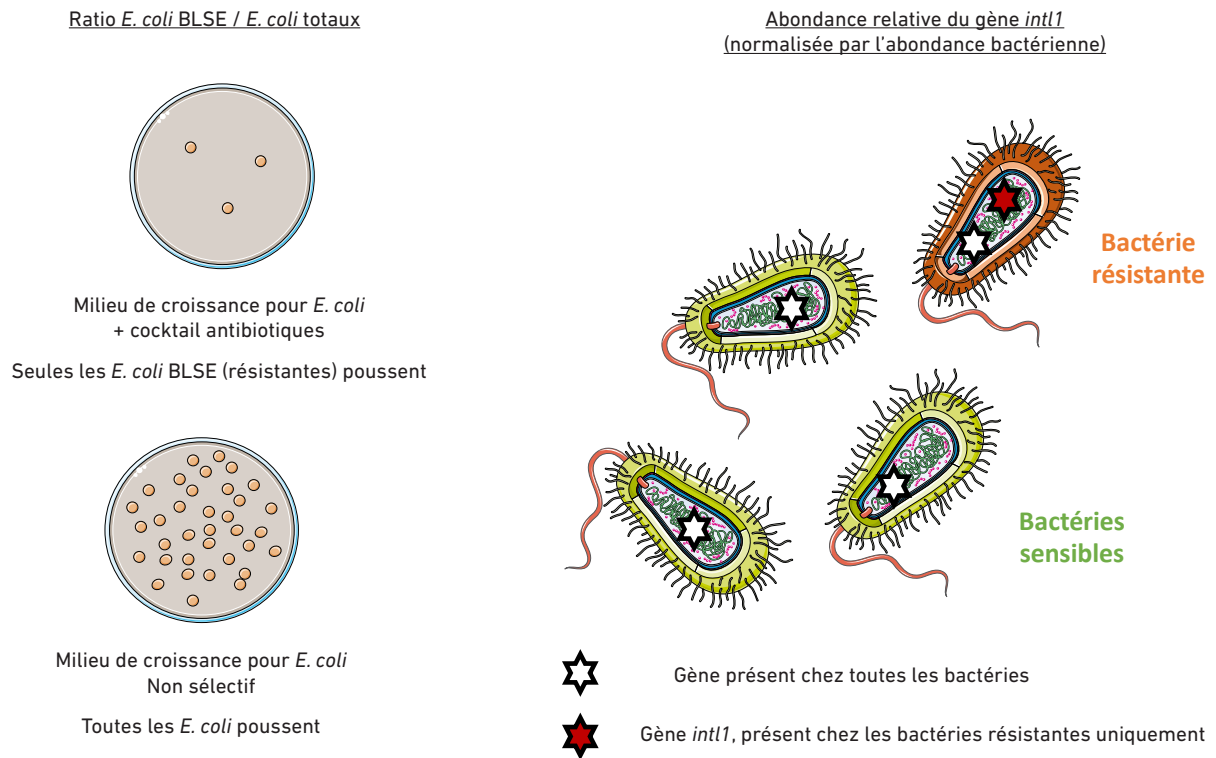 Ratio E. coli BLSE / E. coli totaux
Milieu de croissance pour E. coli
+ cocktail antibiotiques
Seules les E. coli BLSE (résistantes) poussent
Milieu de croissance pour E. coli
Non sélectif
Toutes les E. coli poussent
Abondance relative du gène intl1
(normalisée par l'abondance bactérienne)
Bactérie
résistante
Bactéries
sensibles
Gène présent chez toutes les bactéries
Gène intl1, présent chez les bactéries résistantes uniquement